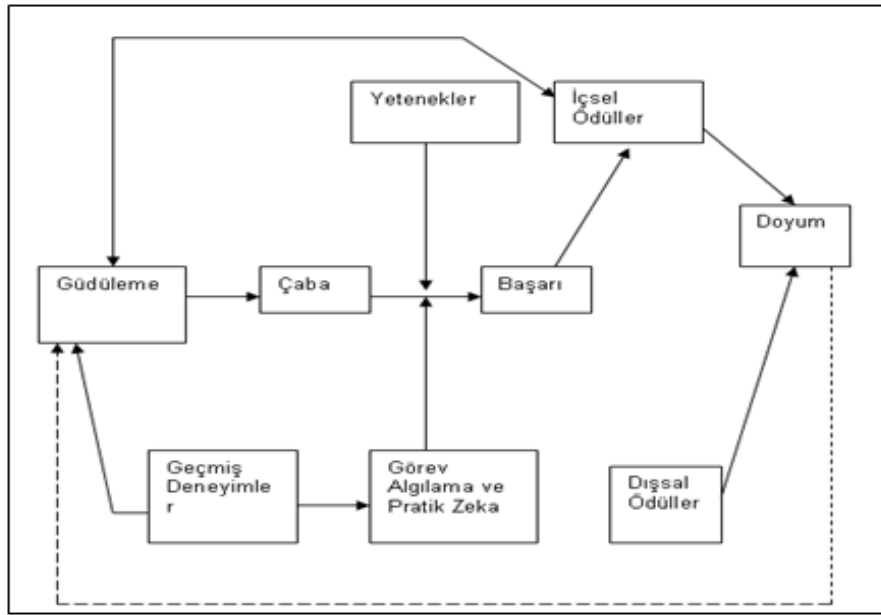 Yetenekler
İçsel
Ödüller
Doyum
Güdüleme
Çaba
Başarı
Geçmiş
Deneyimle
r
Görev
Algılama ve
Pratik Zeka
Dışsal
Ödüller